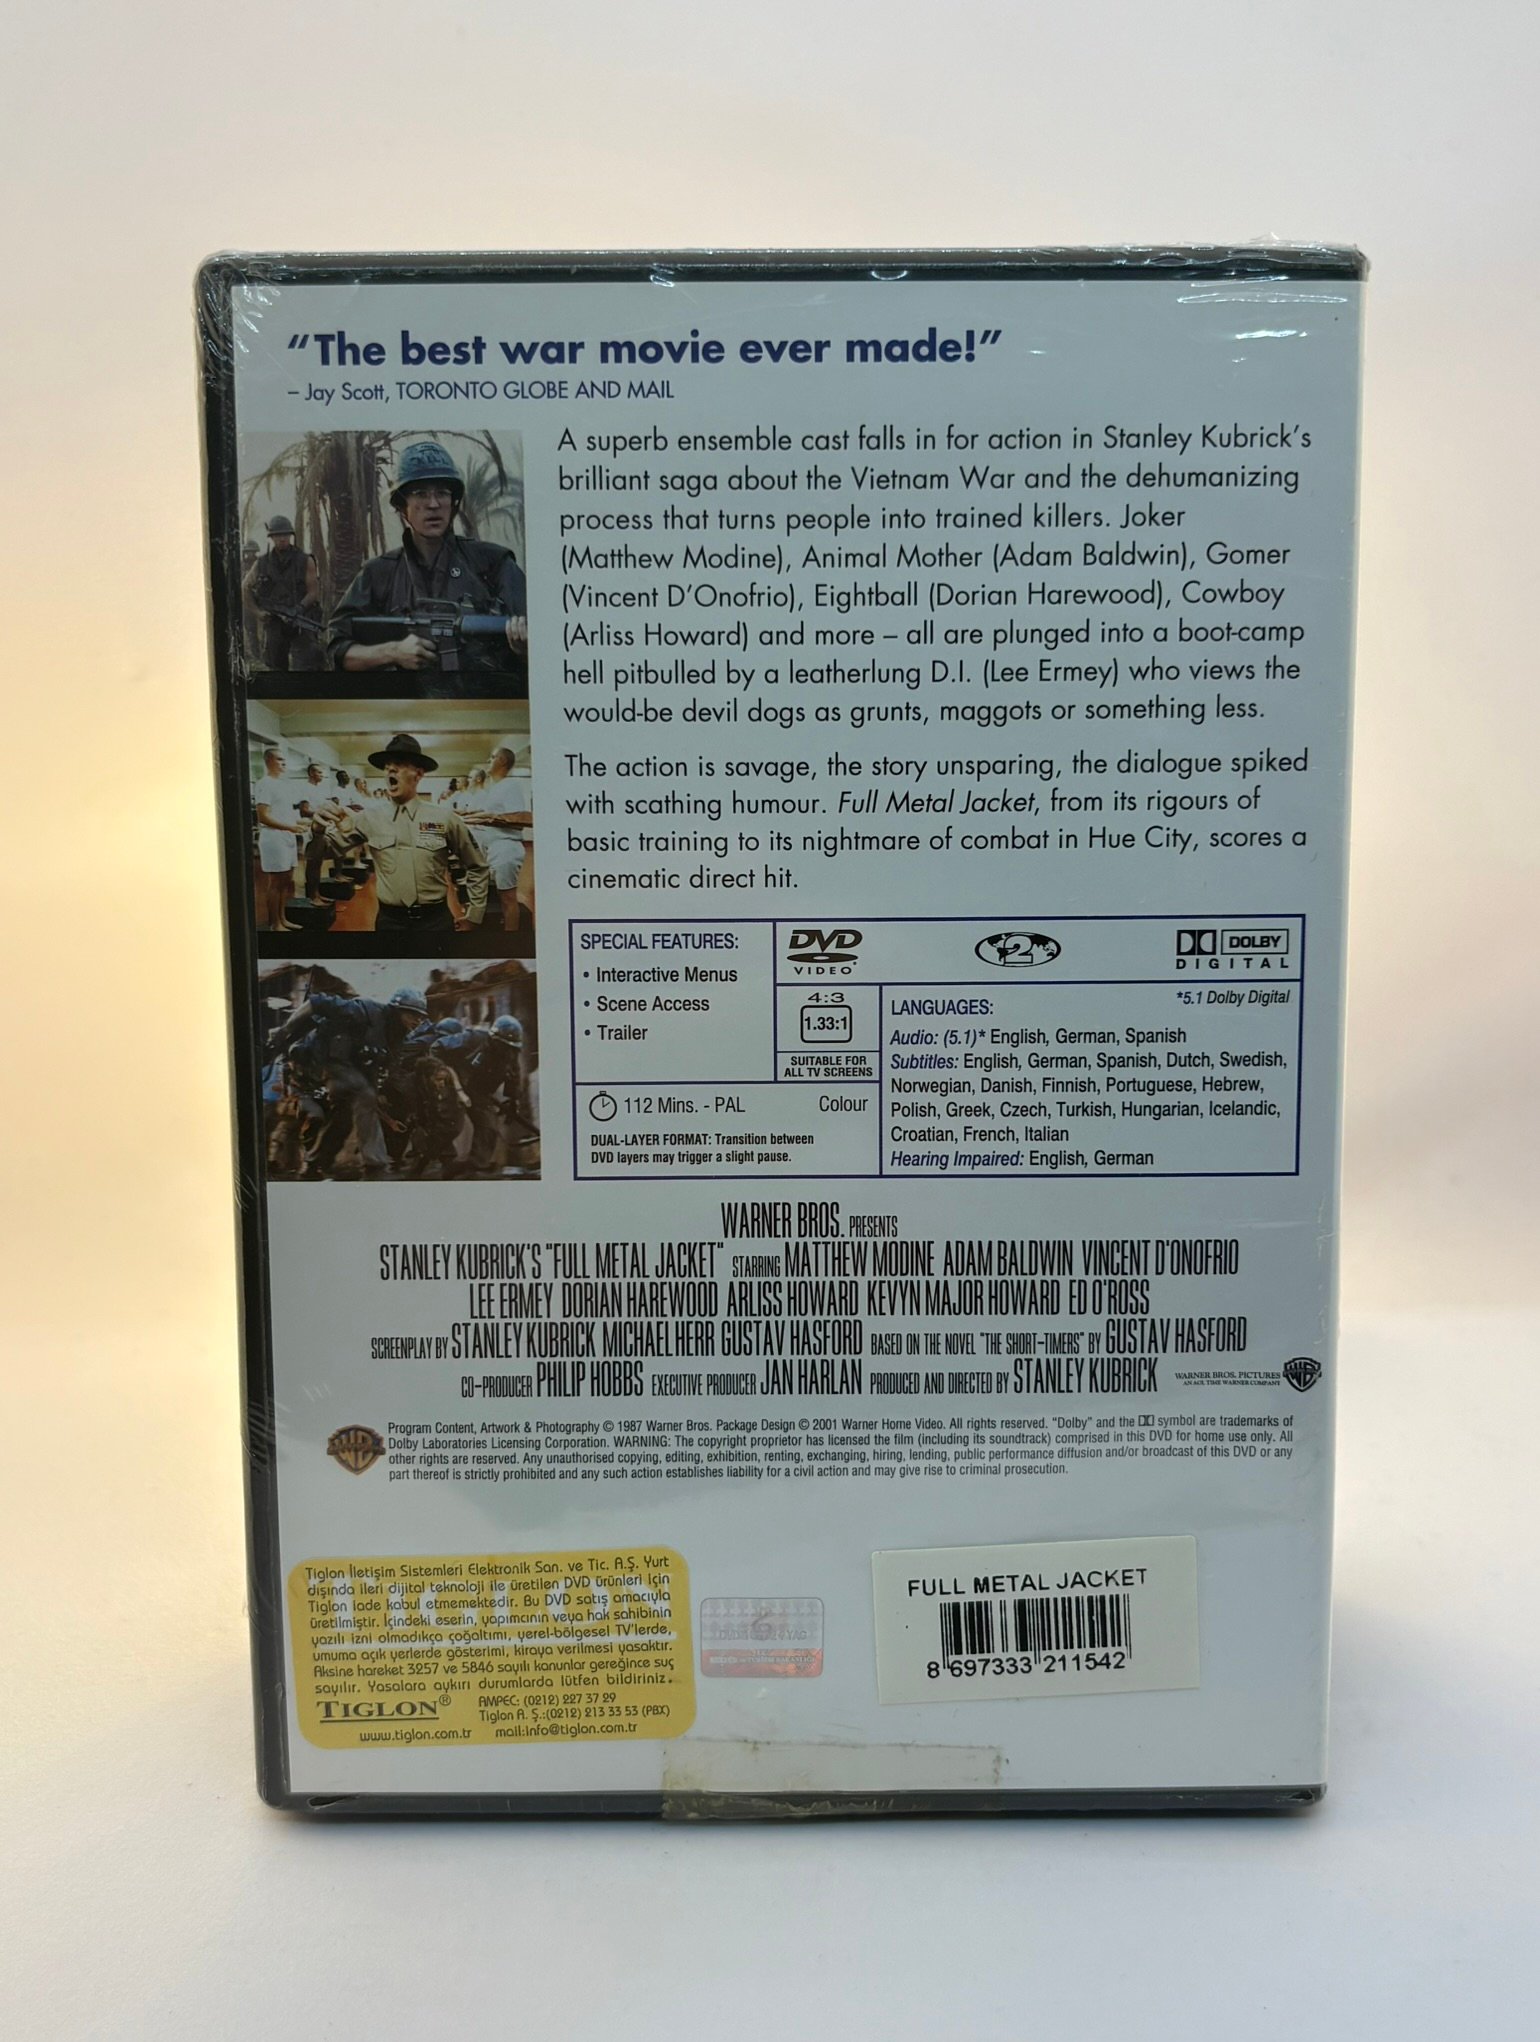 “The best war movie ever made!”
– Jay Scott, TORONTO GLOBE AND MAIL
A superb ensemble cast falls in for action in Stanley Kubrick’s
brilliant saga about the Vietnam War and the dehumanizing
process that turns people into trained killers. Joker
(Matthew Modine), Animal Mother (Adam Baldwin), Gomer
(Vincent D’Onofrio), Eightball (Dorian Harewood), Cowboy
(Arliss Howard) and more – all are plunged into a boot-camp
hell pitbulled by a leatherlung D.I. (Lee Ermey) who views the
would-be devil dogs as grunts, maggots or something less.
The action is savage, the story unsparing, the dialogue spiked
with scathing humour. Full Metal Jacket, from its rigours of
basic training to its nightmare of combat in Hue City, scores a
cinematic direct hit.
SPECIAL FEATURES:
• Interactive Menus
• Scene Access
• Trailer
DVD
VIDEO
2
DOLBY
DIGITAL
4:3
1.33:1
SUITABLE FOR
ALL TV SCREENS
112 Mins. - PAL Colour
DUAL-LAYER FORMAT: Transition between
DVD layers may trigger a slight pause.
LANGUAGES: *5.1 Dolby Digital
Audio: (5.1)* English, German, Spanish
Subtitles: English, German, Spanish, Dutch, Swedish,
Norwegian, Danish, Finnish, Portuguese, Hebrew,
Polish, Greek, Czech, Turkish, Hungarian, Icelandic,
Croatian, French, Italian
Hearing Impaired: English, German
WARNER BROS. PRESENTS
STANLEY KUBRICK'S "FULL METAL JACKET" STARRING MATTHEW MODINE ADAM BALDWIN VINCENT D'ONOFRIO
LEE ERMEY DORIAN HAREWOOD ARLISS HOWARD KEVYN MAJOR HOWARD ED O'ROSS
SCREENPLAY BY STANLEY KUBRICK MICHAEL HERR GUSTAV HASFORD BASED ON THE NOVEL "THE SHORT-TIMERS" BY GUSTAV HASFORD
CO-PRODUCER PHILIP HOBBS EXECUTIVE PRODUCER JAN HARLAN PRODUCED AND DIRECTED BY STANLEY KUBRICK
WARNER BROS. PICTURES
AN AOL TIME WARNER COMPANY
Program Content, Artwork & Photography © 1987 Warner Bros. Package Design © 2001 Warner Home Video. All rights reserved. "Dolby" and the symbol are trademarks of
Dolby Laboratories Licensing Corporation. WARNING: The copyright proprietor has licensed the film (including its soundtrack) comprised in this DVD for home use only. All
other rights are reserved. Any unauthorised copying, editing, exhibition, renting, exchanging, hiring, lending, public performance diffusion and/or broadcast of this DVD or any
part thereof is strictly prohibited and any such action establishes liability for a civil action and may give rise to criminal prosecution.
Tiglon İletişim Sistemleri Elektronik San. ve Tic. A.Ş. Yurt
dışında ileri dijital teknoloji ile üretilen DVD ürünleri için
Tiglon iade kabul etmemektedir. Bu DVD satış amacıyla
üretilmiştir. İçindeki eserin, yapımcının veya hak sahibinin
yazılı izni olmadıkça çoğaltımı, yerel-bölgesel TV'lerde,
umuma açık yerlerde gösterimi, kiraya verilmesi yasaktır.
Aksine hareket 3257 ve 5846 sayılı kanunlar gereğince suç
sayılır. Yasalara aykırı durumlarda lütfen bildiriniz.
TIGLON® AMPEC: (0212) 227 37 29
Tiglon A. Ş.:(0212) 213 33 53 (PBX)
www.tiglon.com.tr mail:info@tiglon.com.tr
FULL METAL JACKET
8 697333 211542